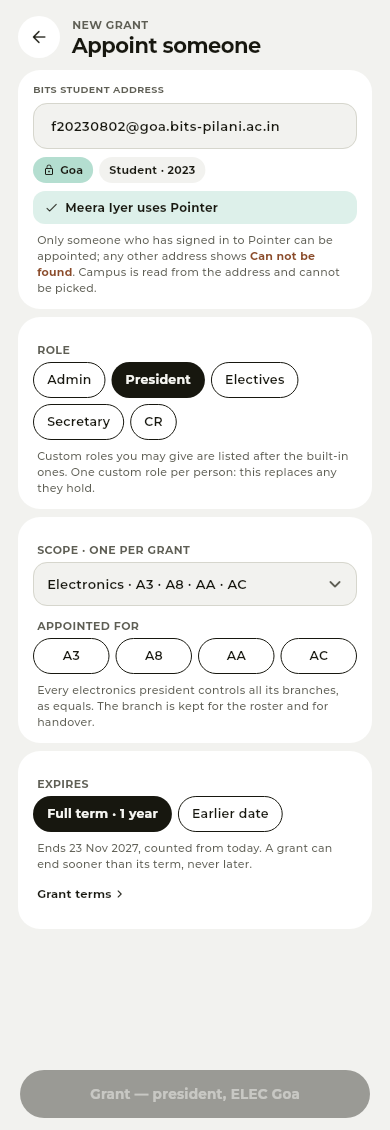 NEW GRANT
Appoint someone
BITS STUDENT ADDRESS
f20230802@goa.bits-pilani.ac.in
Goa
Student · 2023
Meera Iyer uses Pointer
Only someone who has signed in to Pointer can be
appointed; any other address shows Can not be
found. Campus is read from the address and cannot
be picked.
ROLE
Admin
President
Electives
Secretary
CR
Custom roles you may give are listed after the built-in
ones. One custom role per person: this replaces any
they hold.
SCOPE · ONE PER GRANT
Electronics · A3 · A8 · AA · AC
APPOINTED FOR
A3
A8
AA
AC
Every electronics president controls all its branches,
as equals. The branch is kept for the roster and for
handover.
EXPIRES
Full term · 1 year
Earlier date
Ends 23 Nov 2027, counted from today. A grant can
end sooner than its term, never later.
Grant terms
Grant — president, ELEC Goa